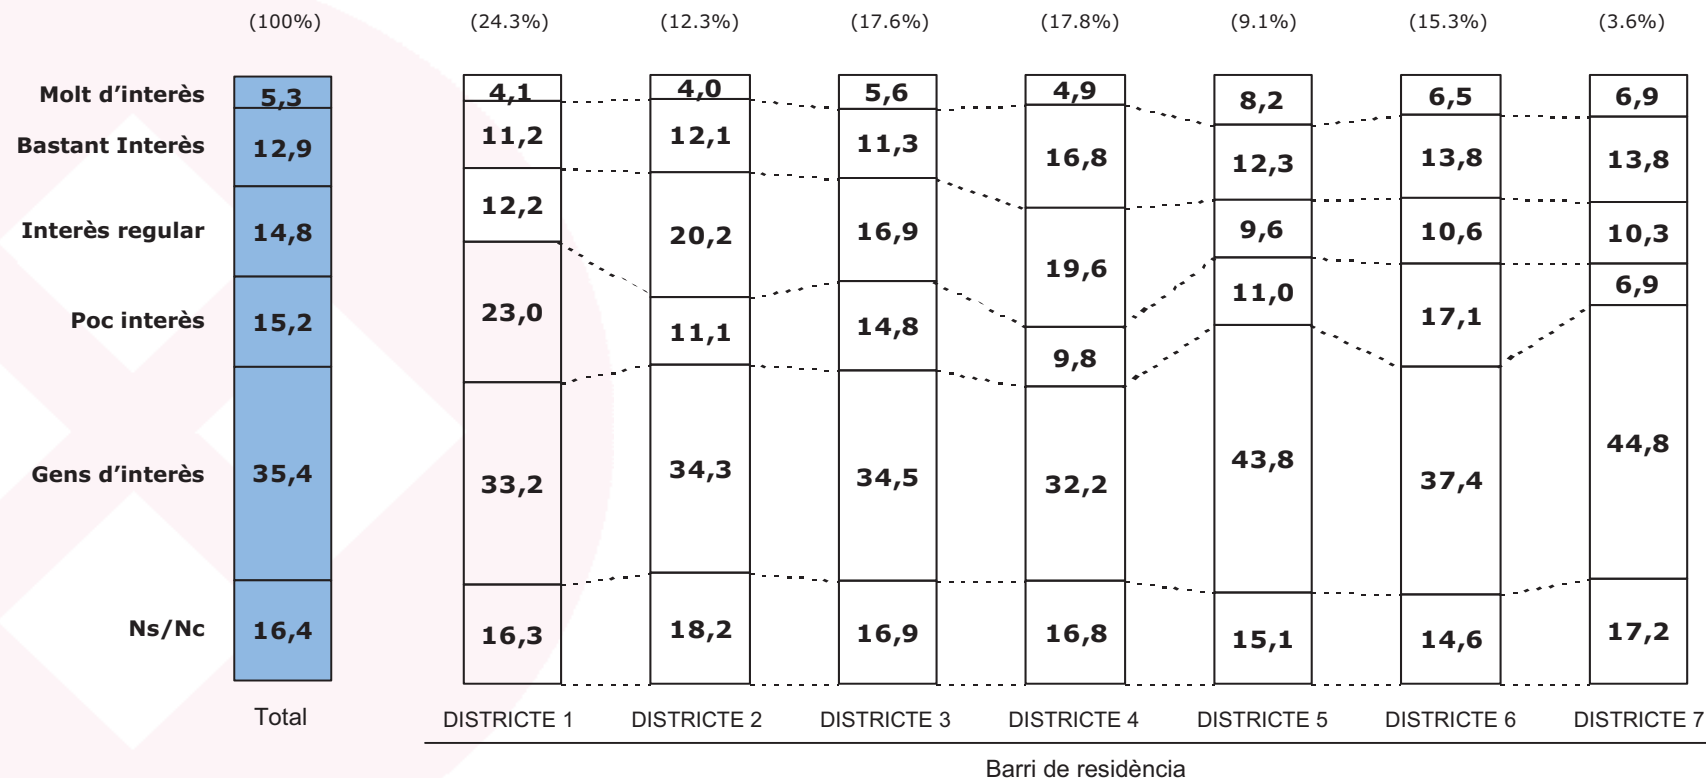 (100%) (24.3%) (12.3%) (17.6%) (17.8%) (9.1%) (15.3%) (3.6%)
Molt d’interès 5,3 4,1 4,0 5,6 4,9 8,2 6,5 6,9
Bastant Interès 12,9 11,2 12,1 11,3 16,8 12,3 13,8 13,8
Interès regular 14,8 12,2 20,2 16,9 19,6 9,6 10,6 10,3
Poc interès 15,2 23,0 11,1 14,8 9,8 11,0 17,1 6,9
Gens d’interès 35,4 33,2 34,3 34,5 32,2 43,8 37,4 44,8
Ns/Nc 16,4 16,3 18,2 16,9 16,8 15,1 14,6 17,2
Total DISTRICTE 1 DISTRICTE 2 DISTRICTE 3 DISTRICTE 4 DISTRICTE 5 DISTRICTE 6 DISTRICTE 7
Barri de residència